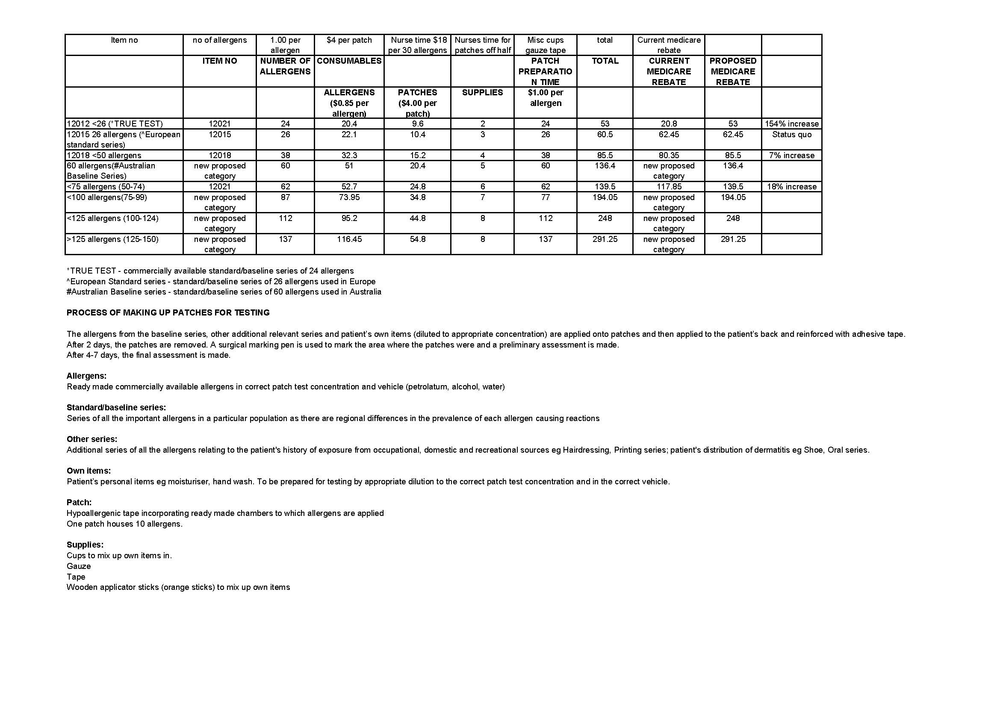 Item no no of allergens 1.00 per allergen $4 per patch Nurse time $18 per 30 allergens Nurses time for patches off half Misc cups gauze tape total Current medicare rebate
ITEM NO NUMBER OF ALLERGENS CONSUMABLES PATCH PREPARATIO N TIME TOTAL CURRENT MEDICARE REBATE PROPOSED MEDICARE REBATE
ALLERGENS ($0.85 per allergen) PATCHES ($4.00 per patch) SUPPLIES $1.00 per allergen
12012 <26 (*TRUE TEST) 12021 24 20.4 9.6 2 24 53 20.8 53 154% increase
12015 26 allergens (^European standard series) 12015 26 22.1 10.4 3 26 60.5 62.45 62.45 Status quo
12018 <50 allergens 12018 38 32.3 15.2 4 38 85.5 80.35 85.5 7% increase
60 allergens(#Australian Baseline Series) new proposed category 60 51 20.4 5 60 136.4 new proposed category 136.4
<75 allergens (50-74) 12021 62 52.7 24.8 6 62 139.5 117.85 139.5 18% increase
<100 allergens(75-99) new proposed category 87 73.95 34.8 7 77 194.05 new proposed category 194.05
<125 allergens (100-124) new proposed category 112 95.2 44.8 8 112 248 new proposed category 248
>125 allergens (125-150) new proposed category 137 116.45 54.8 8 137 291.25 new proposed category 291.25
*TRUE TEST - commercially available standard/baseline series of 24 allergens
^European Standard series - standard/baseline series of 26 allergens used in Europe
#Australian Baseline series - standard/baseline series of 60 allergens used in Australia
PROCESS OF MAKING UP PATCHES FOR TESTING
The allergens from the baseline series, other additional relevant series and patient's own items (diluted to appropriate concentration) are applied onto patches and then applied to the patient's back and reinforced with adhesive tape.
After 2 days, the patches are removed. A surgical marking pen is used to mark the area where the patches were and a preliminary assessment is made.
After 4-7 days, the final assessment is made.
Allergens:
Ready made commercially available allergens in correct patch test concentration and vehicle (petrolatum, alcohol, water)
Standard/baseline series:
Series of all the important allergens in a particular population as there are regional differences in the prevalence of each allergen causing reactions
Other series:
Additional series of all the allergens relating to the patient's history of exposure from occupational, domestic and recreational sources eg Hairdressing, Printing series; patient's distribution of dermatitis eg Shoe, Oral series.
Own items:
Patient's personal items eg moisturiser, hand wash. To be prepared for testing by appropriate dilution to the correct patch test concentration and in the correct vehicle.
Patch:
Hypoallergenic tape incorporating ready made chambers to which allergens are applied
One patch houses 10 allergens.
Supplies:
Cups to mix up own items in.
Gauze
Tape
Wooden applicator sticks (orange sticks) to mix up own items